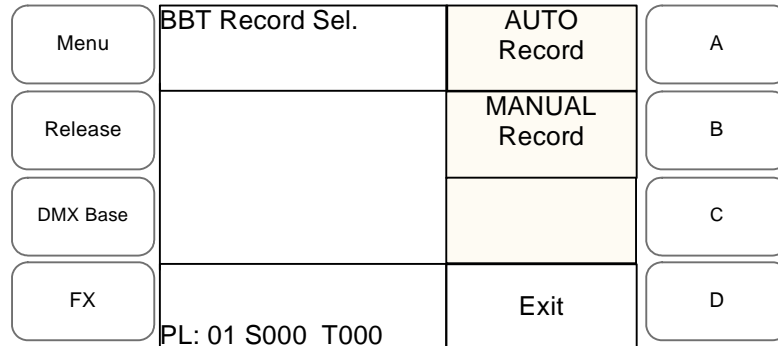 Menu
BBT Record Sel.
AUTO
Record
A
Release
MANUAL
Record
B
DMX Base
C
FX
PL: 01 S000  T000
Exit
D